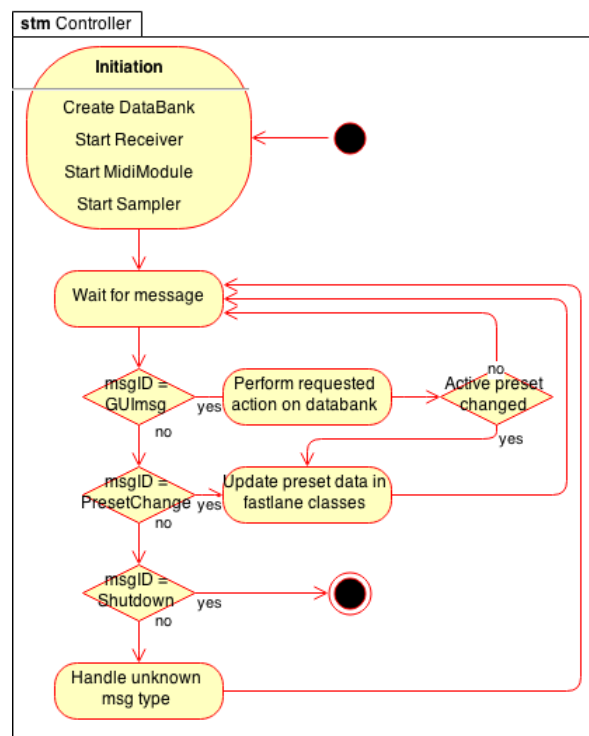 stm Controller
Initiation
Create DataBank
Start Receiver
Start MidiModule
Start Sampler
Wait for message
msgID =
GUImsg
yes
no
Perform requested
action on databank
Active preset
changed
no
yes
msgID =
PresetChange
yes
no
Update preset data in
fastlane classes
msgID =
Shutdown
yes
no
Handle unknown
msg type